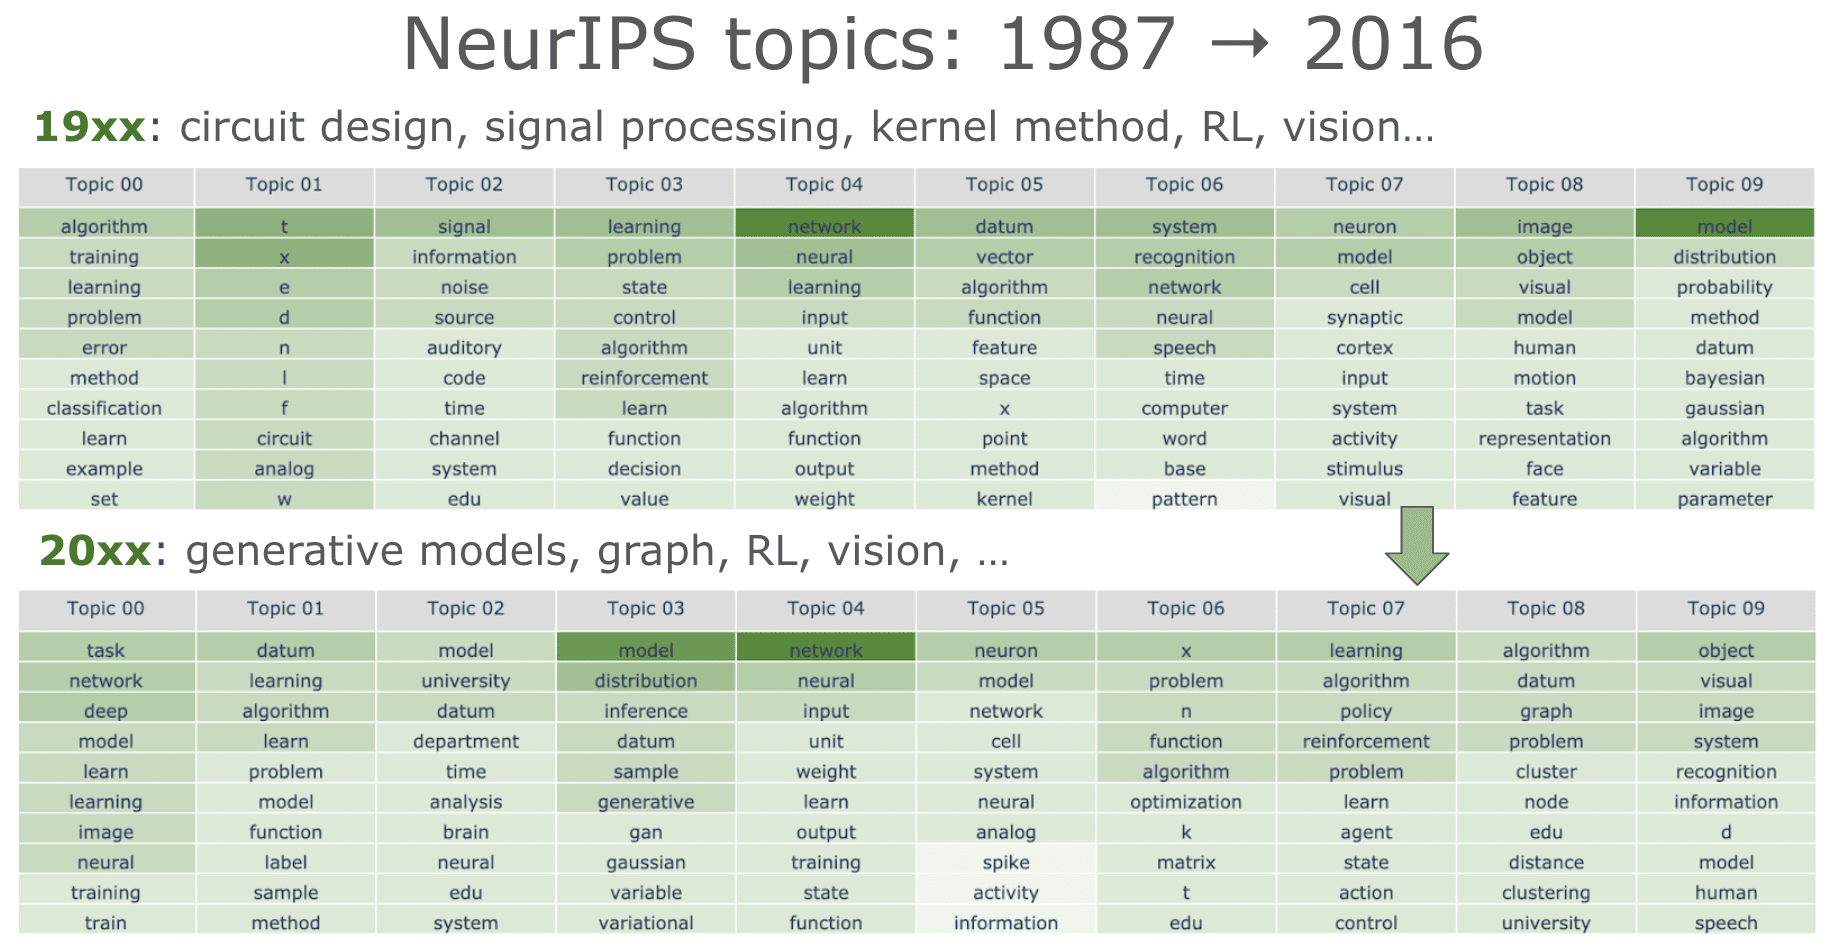 NeurIPS topics: 1987 → 2016
19xx: circuit design, signal processing, kernel method, RL, vision...
Topic 00 Topic 01 Topic 02 Topic 03 Topic 04 Topic 05 Topic 06 Topic 07 Topic 08 Topic 09
algorithm t signal learning network datum system neuron image model
training x information problem neural vector recognition model object distribution
learning e noise state learning algorithm network cell visual probability
problem d source control input function neural synaptic model method
error n auditory algorithm unit feature speech cortex human datum
method l code reinforcement learn space time input motion bayesian
classification f time learn algorithm x computer system task gaussian
learn circuit channel function function point word activity representation algorithm
example analog system decision output method base stimulus face variable
set w edu value weight kernel pattern visual feature parameter
20xx: generative models, graph, RL, vision, ...
Topic 00 Topic 01 Topic 02 Topic 03 Topic 04 Topic 05 Topic 06 Topic 07 Topic 08 Topic 09
task datum model model network neuron x learning algorithm object
network learning university distribution neural model problem algorithm datum visual
deep algorithm datum inference input network n policy graph image
model learn department datum unit cell function reinforcement problem system
learn problem time sample weight system algorithm problem cluster recognition
learning model analysis generative learn neural optimization learn node information
image function brain gan output analog k agent edu d
neural label neural gaussian training spike matrix state distance model
training sample edu variable state activity t action clustering human
train method system variational function information edu control university speech